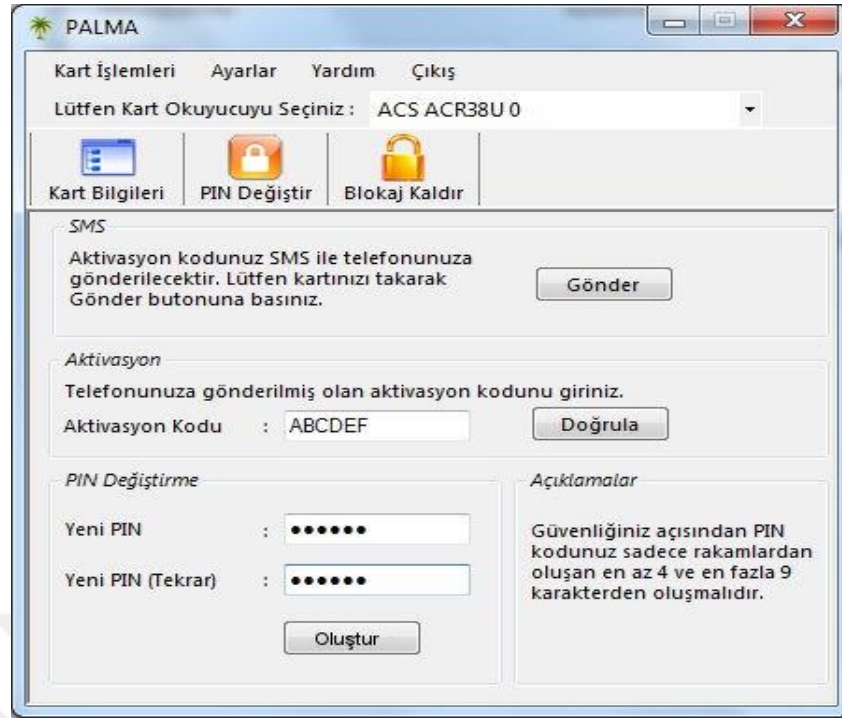 PALMA
Kart İşlemleri Ayarlar Yardım Çıkış
Lütfen Kart Okuyucuyu Seçiniz : ACS ACR38U 0
Kart Bilgileri PIN Değiştir Blokaj Kaldır
SMS
Aktivasyon kodunuz SMS ile telefonunuza
gönderilecektir. Lütfen kartınızı takarak
Gönder butonuna basınız.
Gönder
Aktivasyon
Telefonunuza gönderilmiş olan aktivasyon kodunu giriniz.
Aktivasyon Kodu : ABCDEF
Doğrula
PIN Değiştirme
Yeni PIN : ●●●●●●
Yeni PIN (Tekrar) : ●●●●●●
Oluştur
Açıklamalar
Güvenliğiniz açısından PIN
kodunuz sadece rakamlardan
oluşan en az 4 ve en fazla 9
karakterden oluşmalıdır.